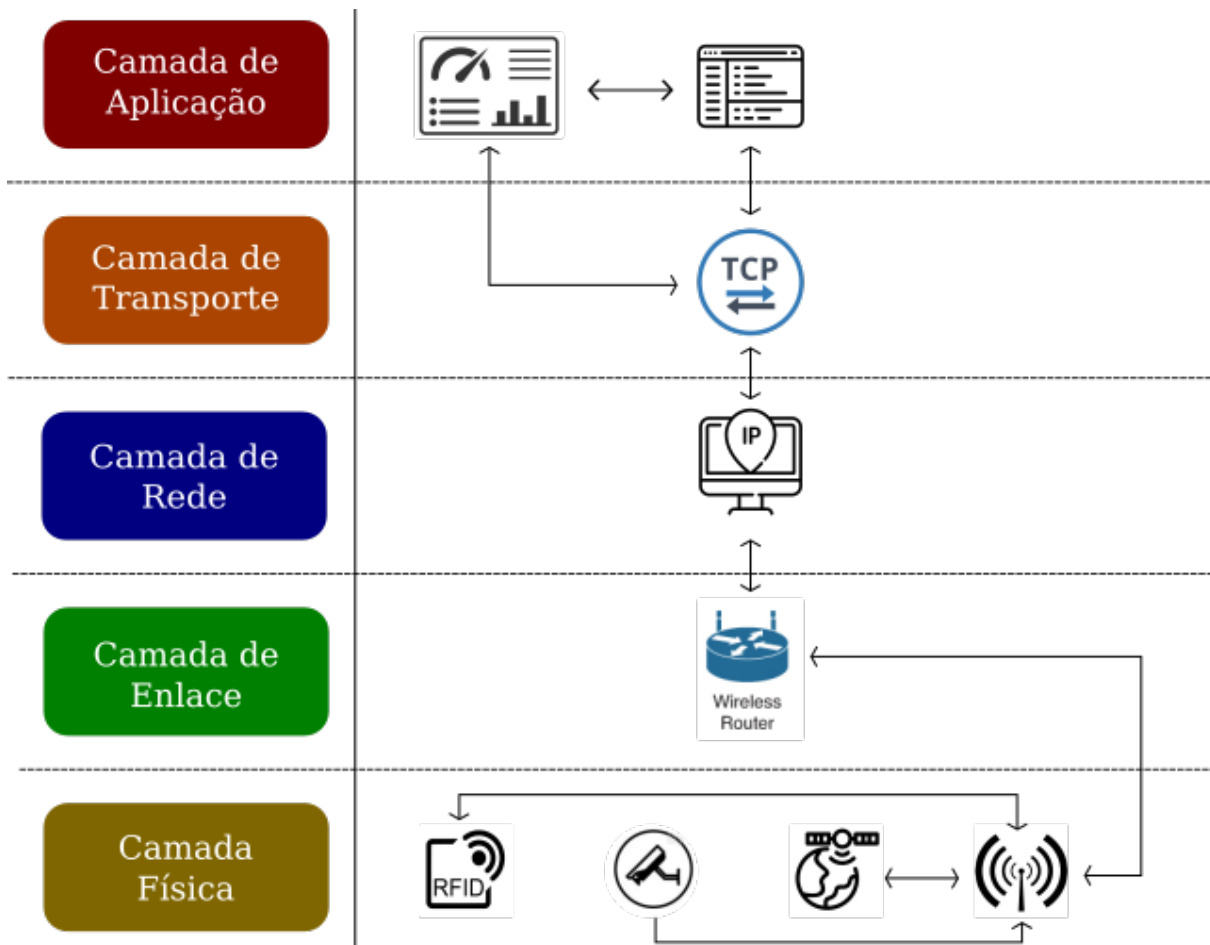 Camada de
Aplicação
Camada de
Transporte
TCP
Camada de
Rede
IP
Camada de
Enlace
Wireless
Router
Camada
Física
RFID